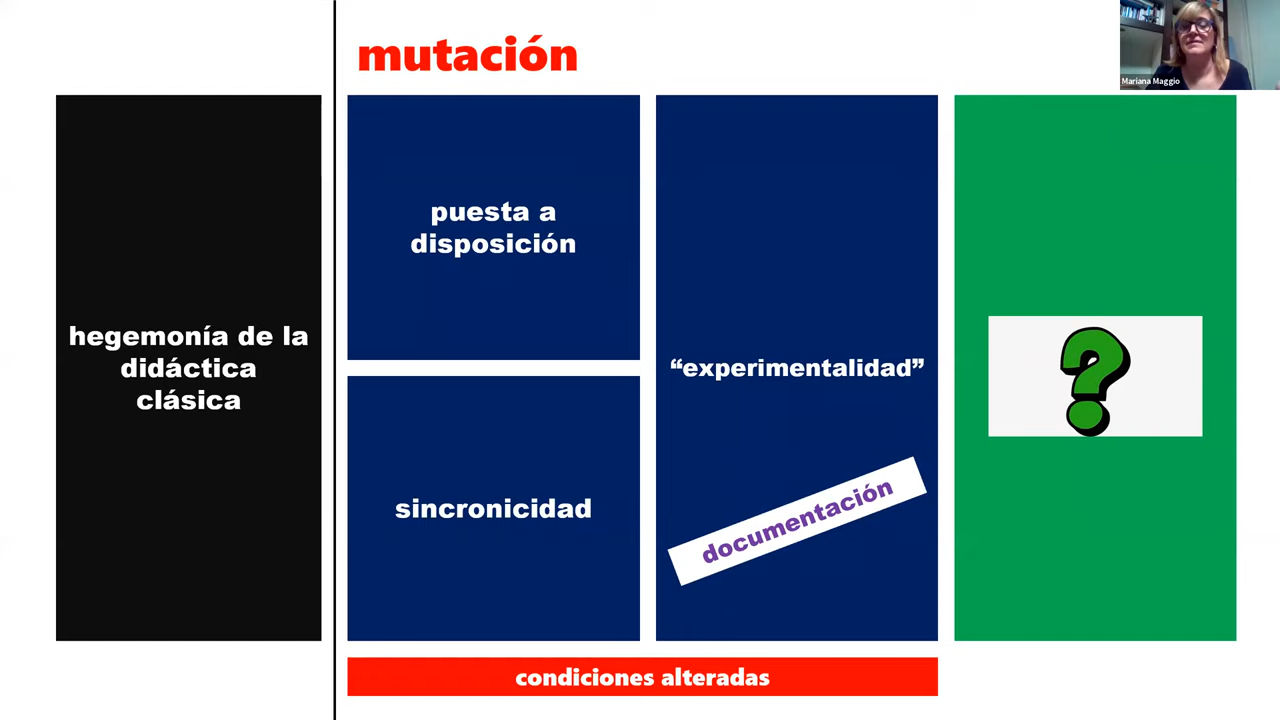 mutación
Mariana Maggio
hegemonía de la
didáctica
clásica
puesta a
disposición
sincronicidad
“experimentalidad”
documentación
?
condiciones alteradas